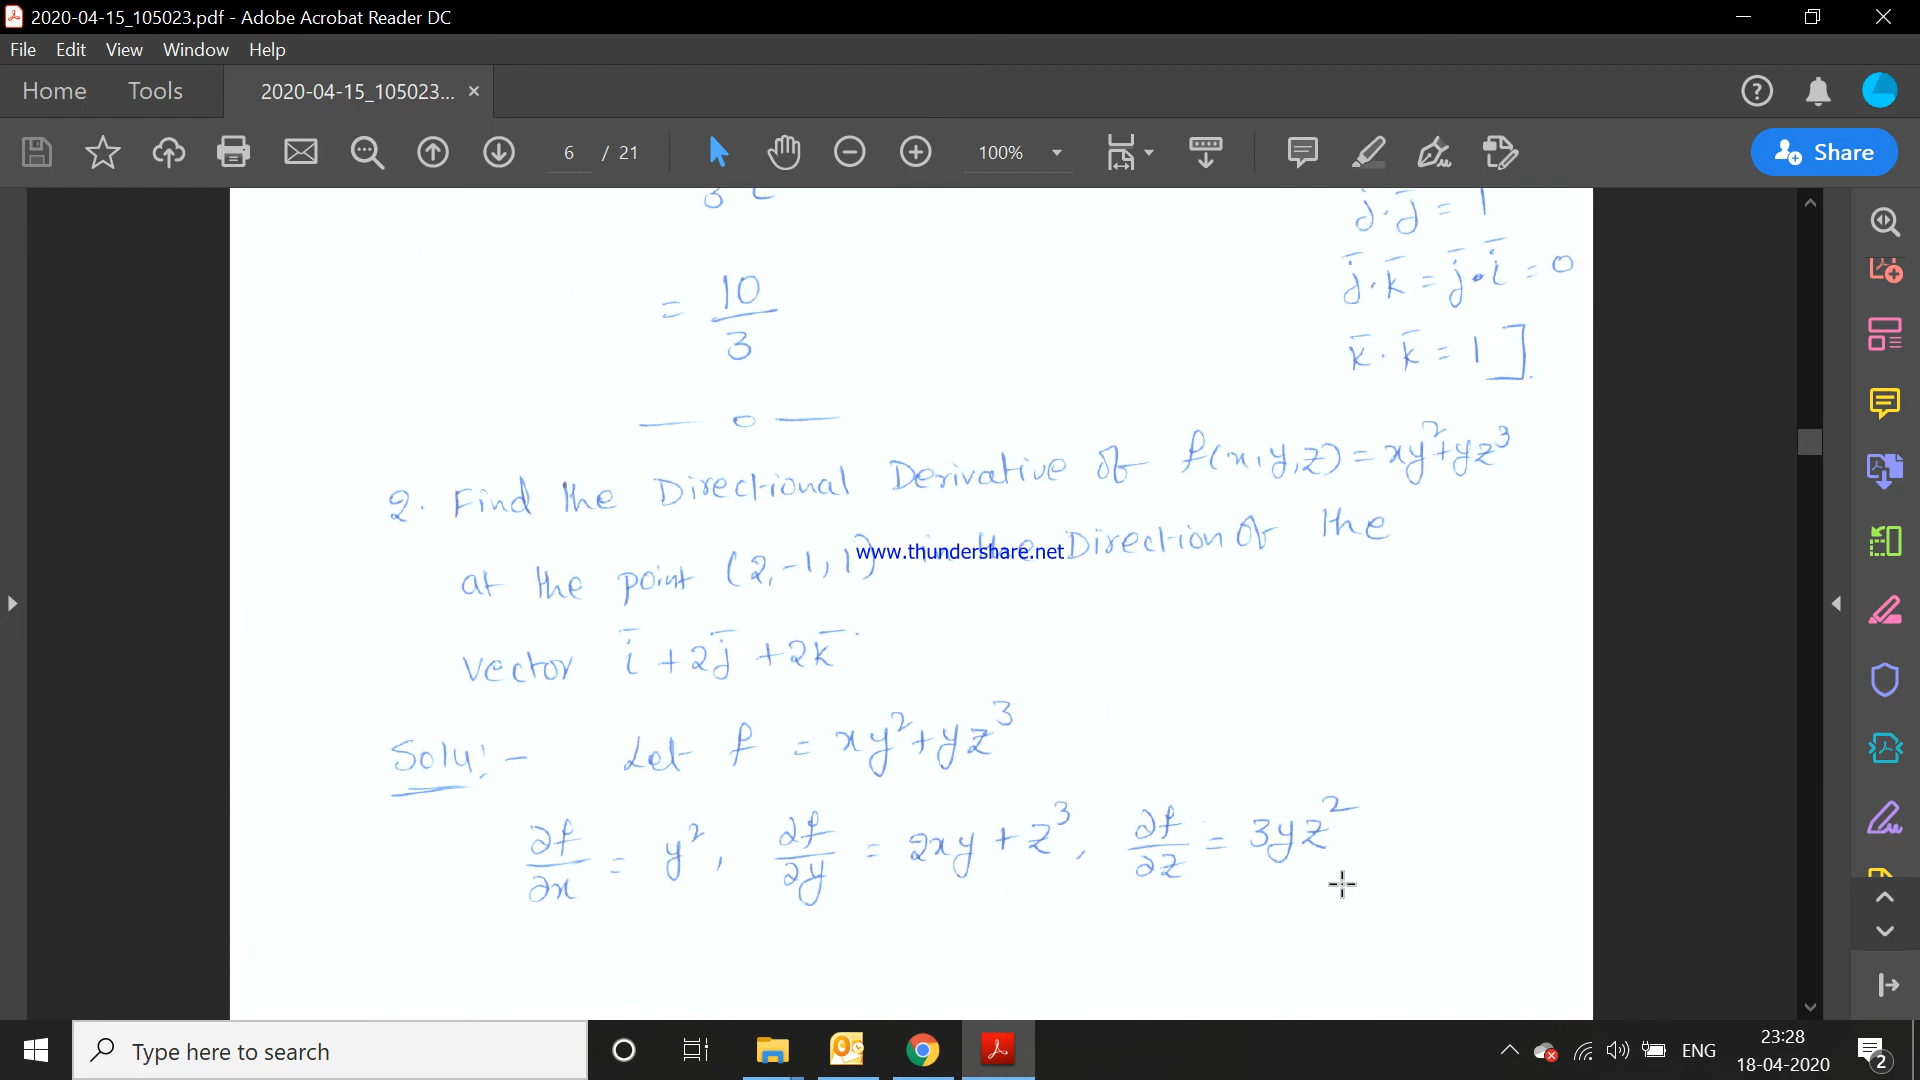 2020-04-15_105023.pdf - Adobe Acrobat Reader DC
File Edit View Window Help
Home Tools 2020-04-15_105023... ×
6 / 21 100% Share
j̄·j̄ = 1
j̄·k̄ = j̄·ī = 0
= 10/3
k̄·k̄ = 1]
— o —
2. Find the Directional Derivative of f(x,y,z) = xy²+yz³
at the point (2,-1,1) in the Direction of the
www.thundershare.net
vector ī + 2j̄ + 2k̄
Solu:- Let f = xy²+yz³
∂f/∂x = y², ∂f/∂y = 2xy + z³, ∂f/∂z = 3yz²
Type here to search
ENG
23:28
18-04-2020
2